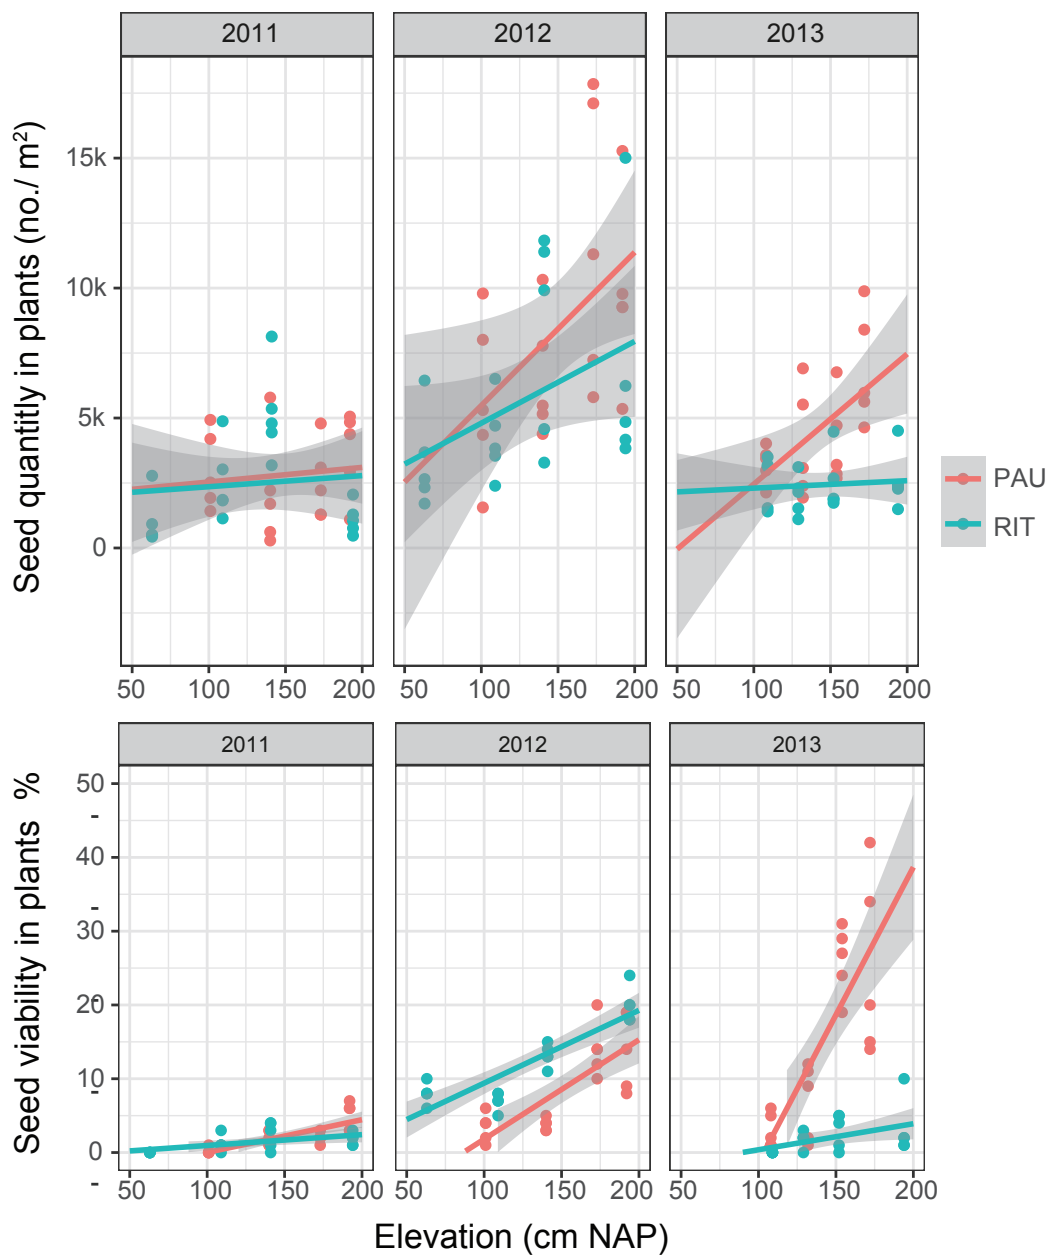 2011 2012 2013
Seed quantitly in plants (no./ m²)
15k
10k
5k
0
50 100 150 200 50 100 150 200 50 100 150 200
PAU
RIT
2011 2012 2013
Seed viability in plants %
50
-
40
-
30
-
20
-
10
-
0
-
50 100 150 200 50 100 150 200 50 100 150 200
Elevation (cm NAP)